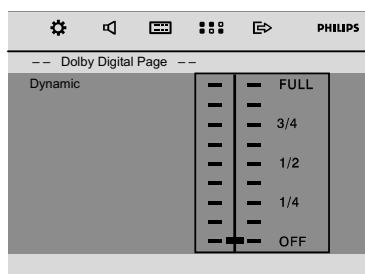 PHILIPS
-- Dolby Digital Page --
Dynamic
FULL
3/4
1/2
1/4
OFF